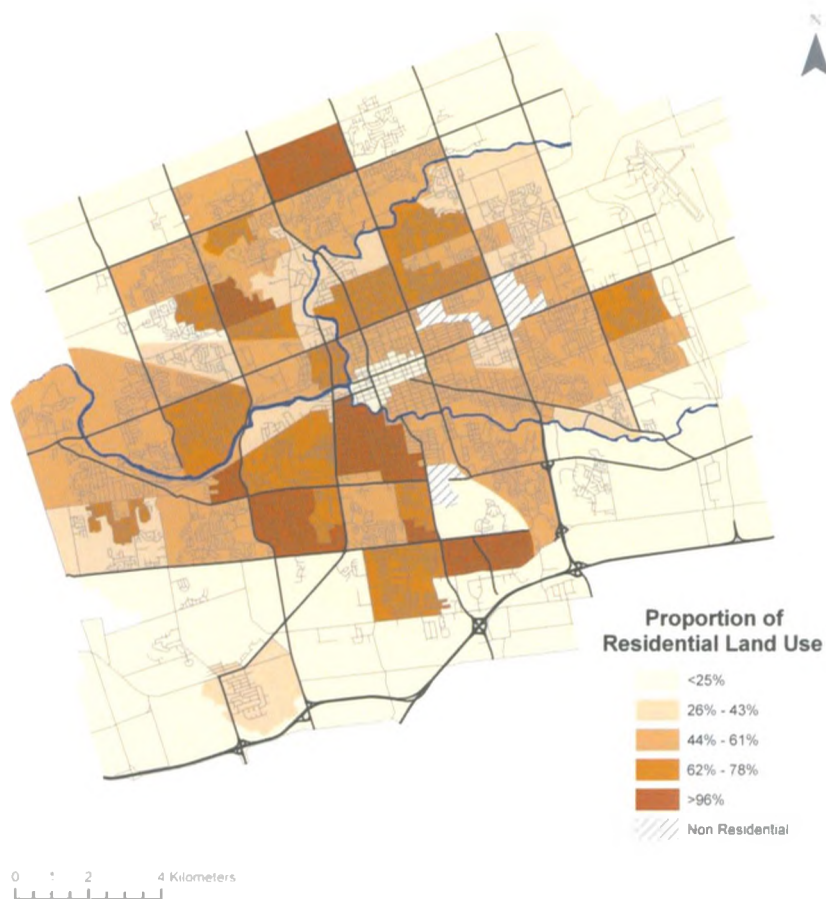 N
Proportion of
Residential Land Use
<25%
26% - 43%
44% - 61%
62% - 78%
>96%
Non Residential
0 2 4 Kilometers